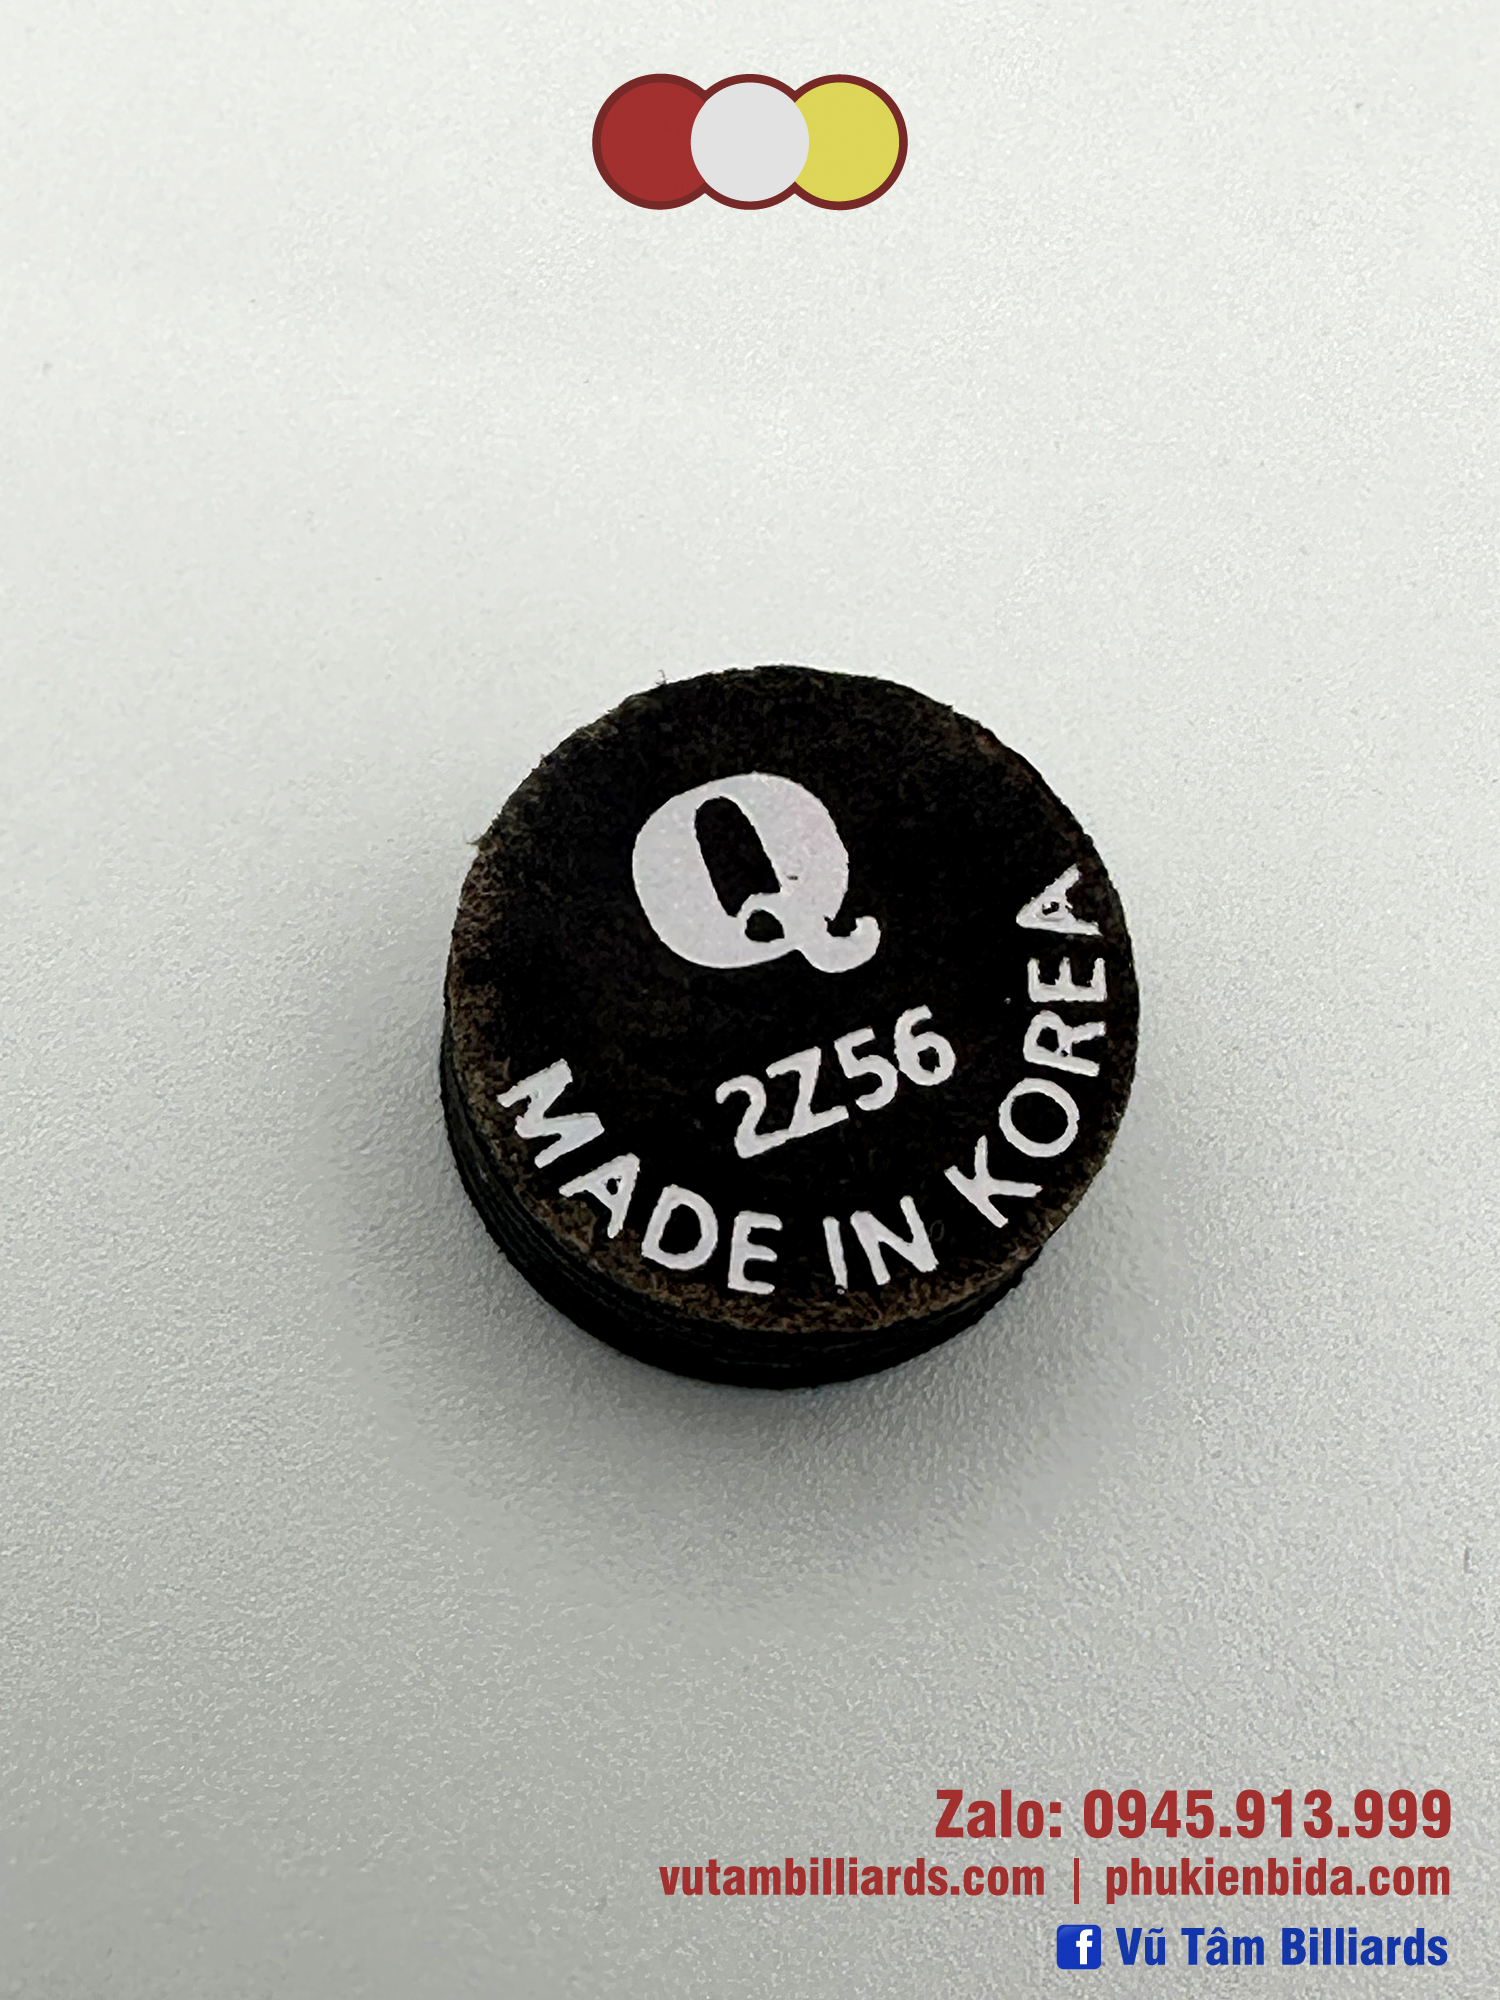 Q
2Z56
MADE IN KOREA
Zalo: 0945.913.999
vutambilliards.com | phukienbida.com
f Vũ Tâm Billiards